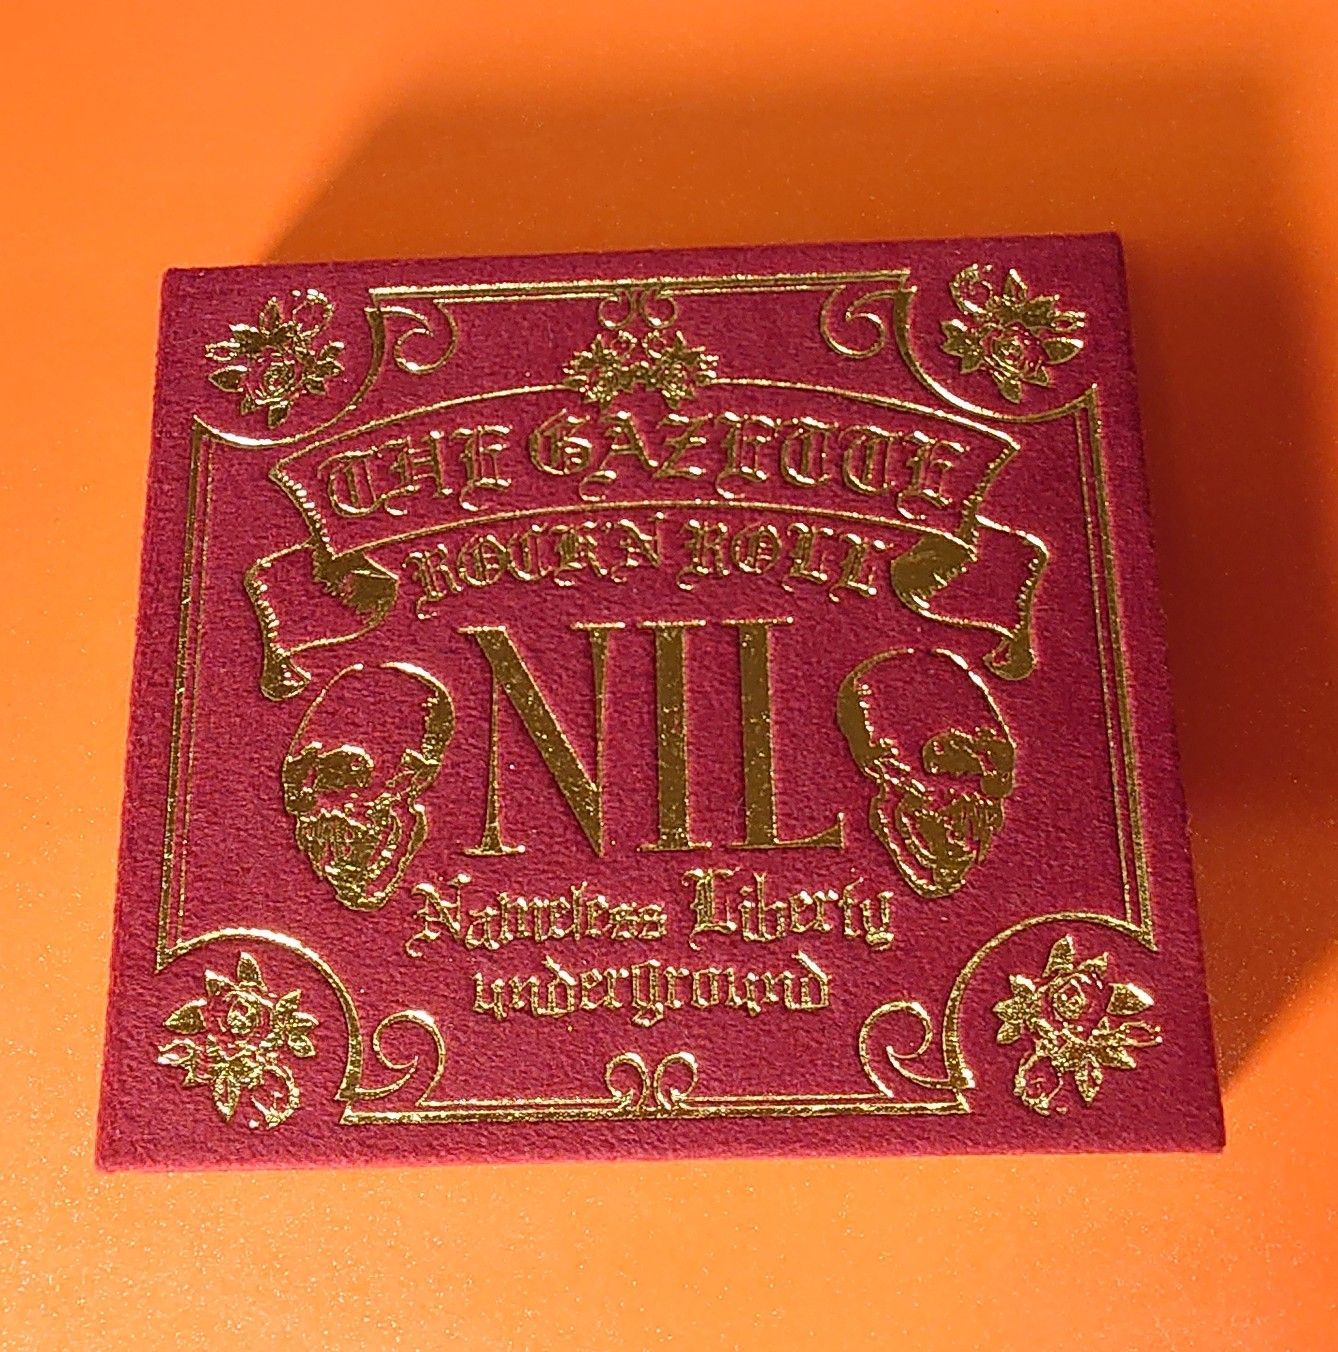 THE GAZETTE
ROCK'N ROLL
NIL
Nameless Liberty
underground